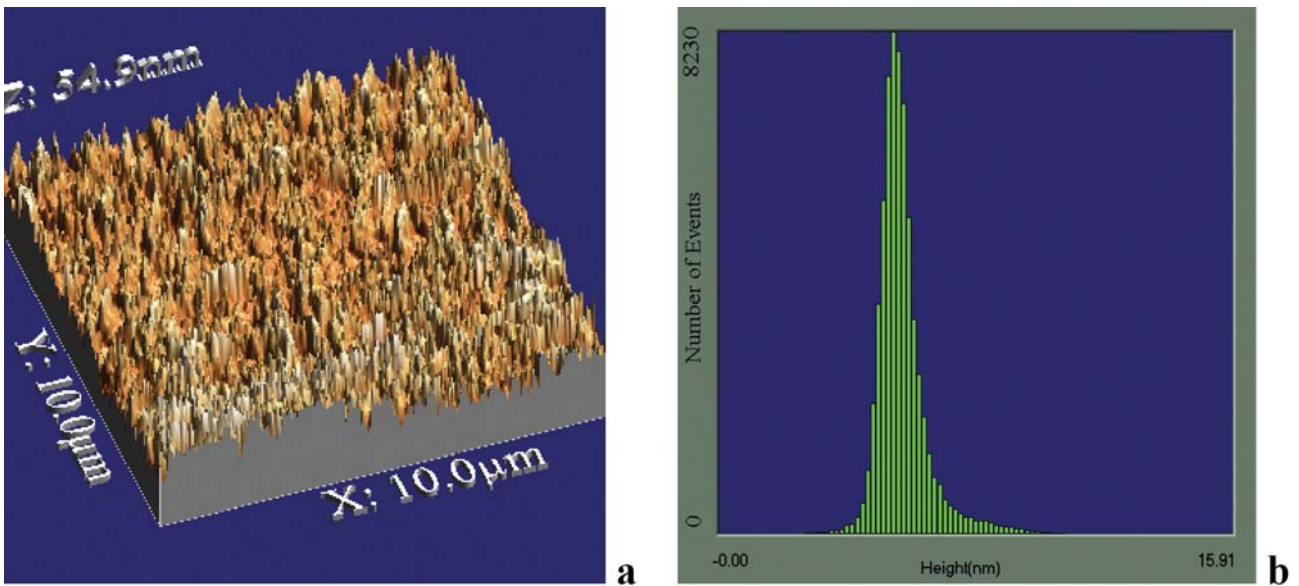 Z: 54.9nm
Y: 10.0µm
X: 10.0µm
a
8230
Number of Events
0
-0.00
Height(nm)
15.91
b